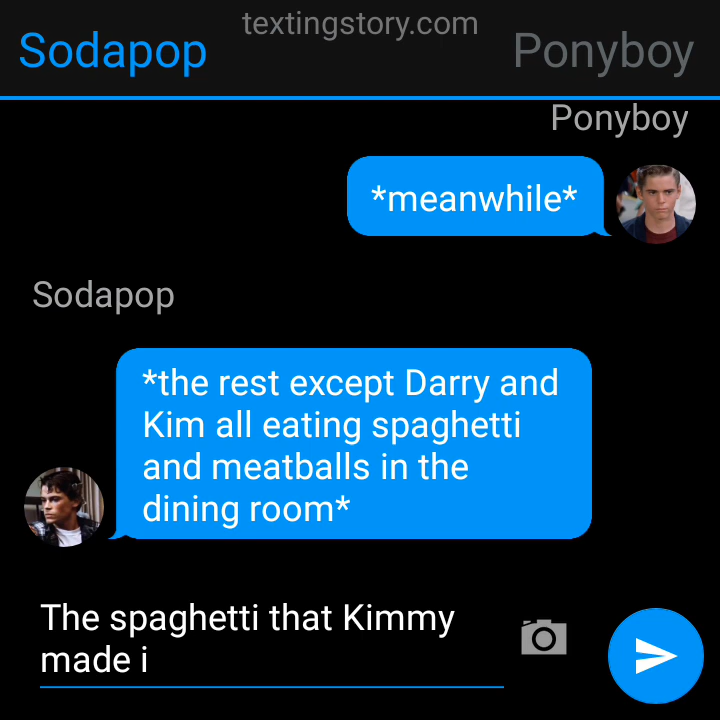 textingstory.com
Sodapop
Ponyboy
Ponyboy
*meanwhile*
Sodapop
*the rest except Darry and
Kim all eating spaghetti
and meatballs in the
dining room*
The spaghetti that Kimmy
made i